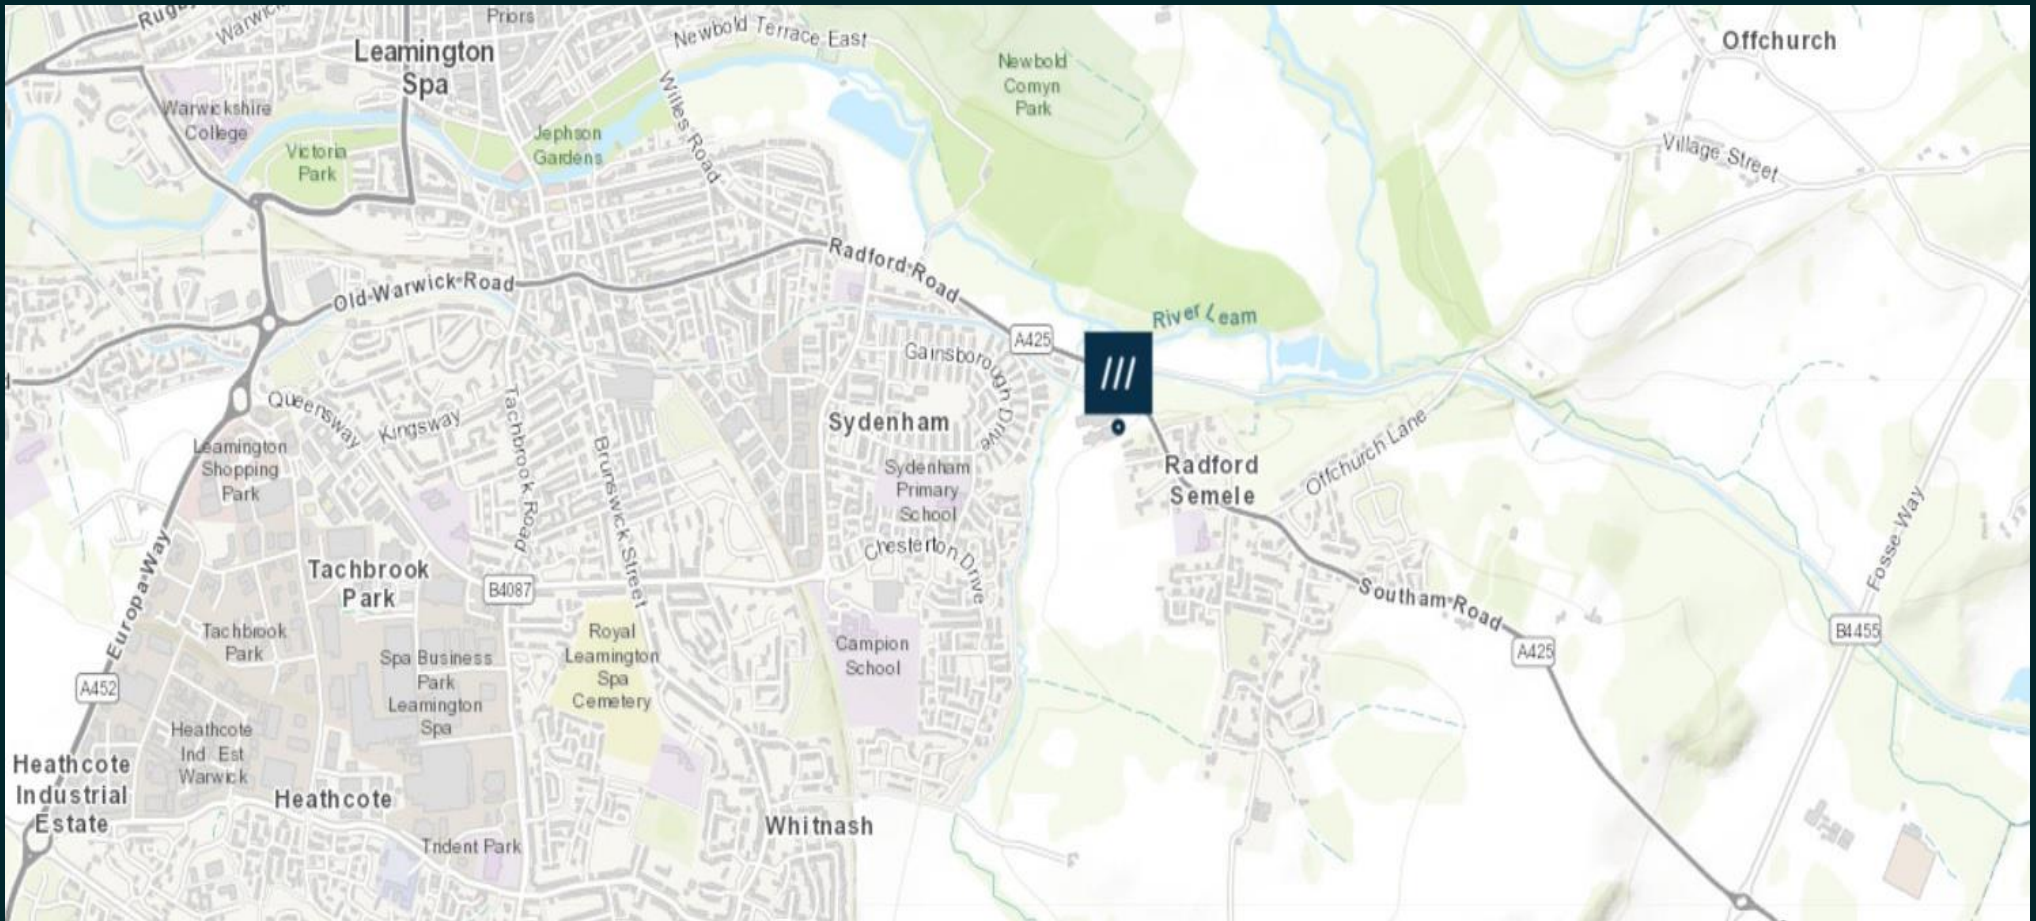 Priors
Warwick
Leamington
Spa
Newbold Terrace East
Offchurch
Newbold
Comyn
Park
Warwickshire
College
Willes Road
Jephson
Gardens
Victoria
Park
Village Street
Radford Road
Old Warwick Road
River Leam
A425
///
Gainsborough Drive
Queensway
Kingsway
Tachbrook Road
Sydenham
Brunswick Street
Offchurch Lane
Leamington
Shopping
Park
Sydenham
Primary
School
Radford
Semele
Fosse Way
Europa Way
Chesterton Drive
Tachbrook
Park
B4087
Southam Road
Tachbrook
Park
Royal
Leamington
Spa
Cemetery
Campion
School
B4455
A425
Spa Business
Park
Leamington
Spa
A452
Heathcote
Ind Est
Warwick
Heathcote
Industrial
Estate
Heathcote
Whitnash
Trident Park